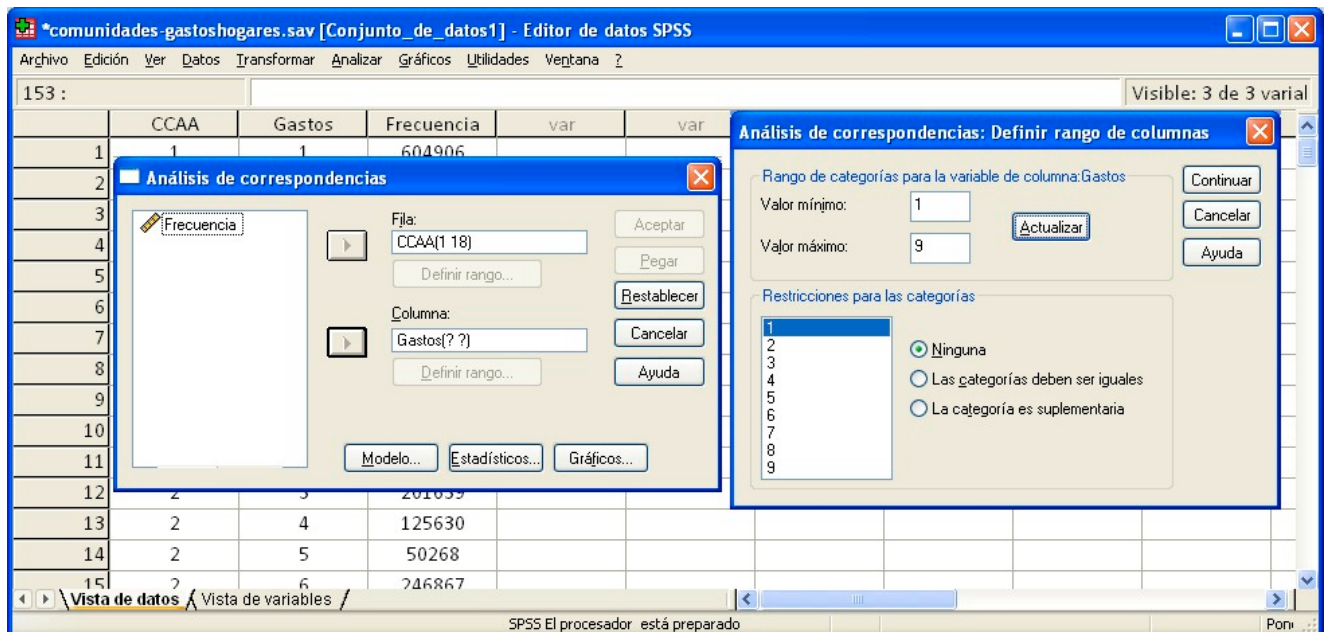 *comunidades-gastoshogares.sav [Conjunto_de_datos1] - Editor de datos SPSS
Archivo Edición Ver Datos Transformar Analizar Gráficos Utilidades Ventana ?
153 :
Visible: 3 de 3 varial
CCAA Gastos Frecuencia var var
1 1 1 604906
2
3
4
5
6
7
8
9
10
11
12 2 3 201639
13 2 4 125630
14 2 5 50268
15 2 6 246867
Análisis de correspondencias
Frecuencia
Fila:
CCAA(1 18)
Definir rango...
Columna:
Gastos(? ?)
Definir rango...
Aceptar
Pegar
Restablecer
Cancelar
Ayuda
Modelo... Estadísticos... Gráficos...
Análisis de correspondencias: Definir rango de columnas
Rango de categorías para la variable de columna:Gastos
Valor mínimo: 1
Valor máximo: 9
Actualizar
Continuar
Cancelar
Ayuda
Restricciones para las categorías
1
2
3
4
5
6
7
8
9
Ninguna
Las categorías deben ser iguales
La categoría es suplementaria
Vista de datos Vista de variables
SPSS El procesador está preparado